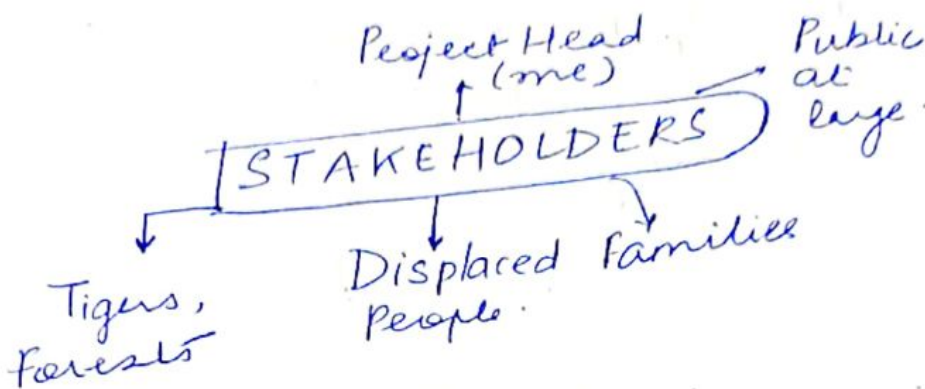 Project Head
(me)
Public
at
large.
STAKEHOLDERS
Tigers,
Forests
Displaced
People.
Families